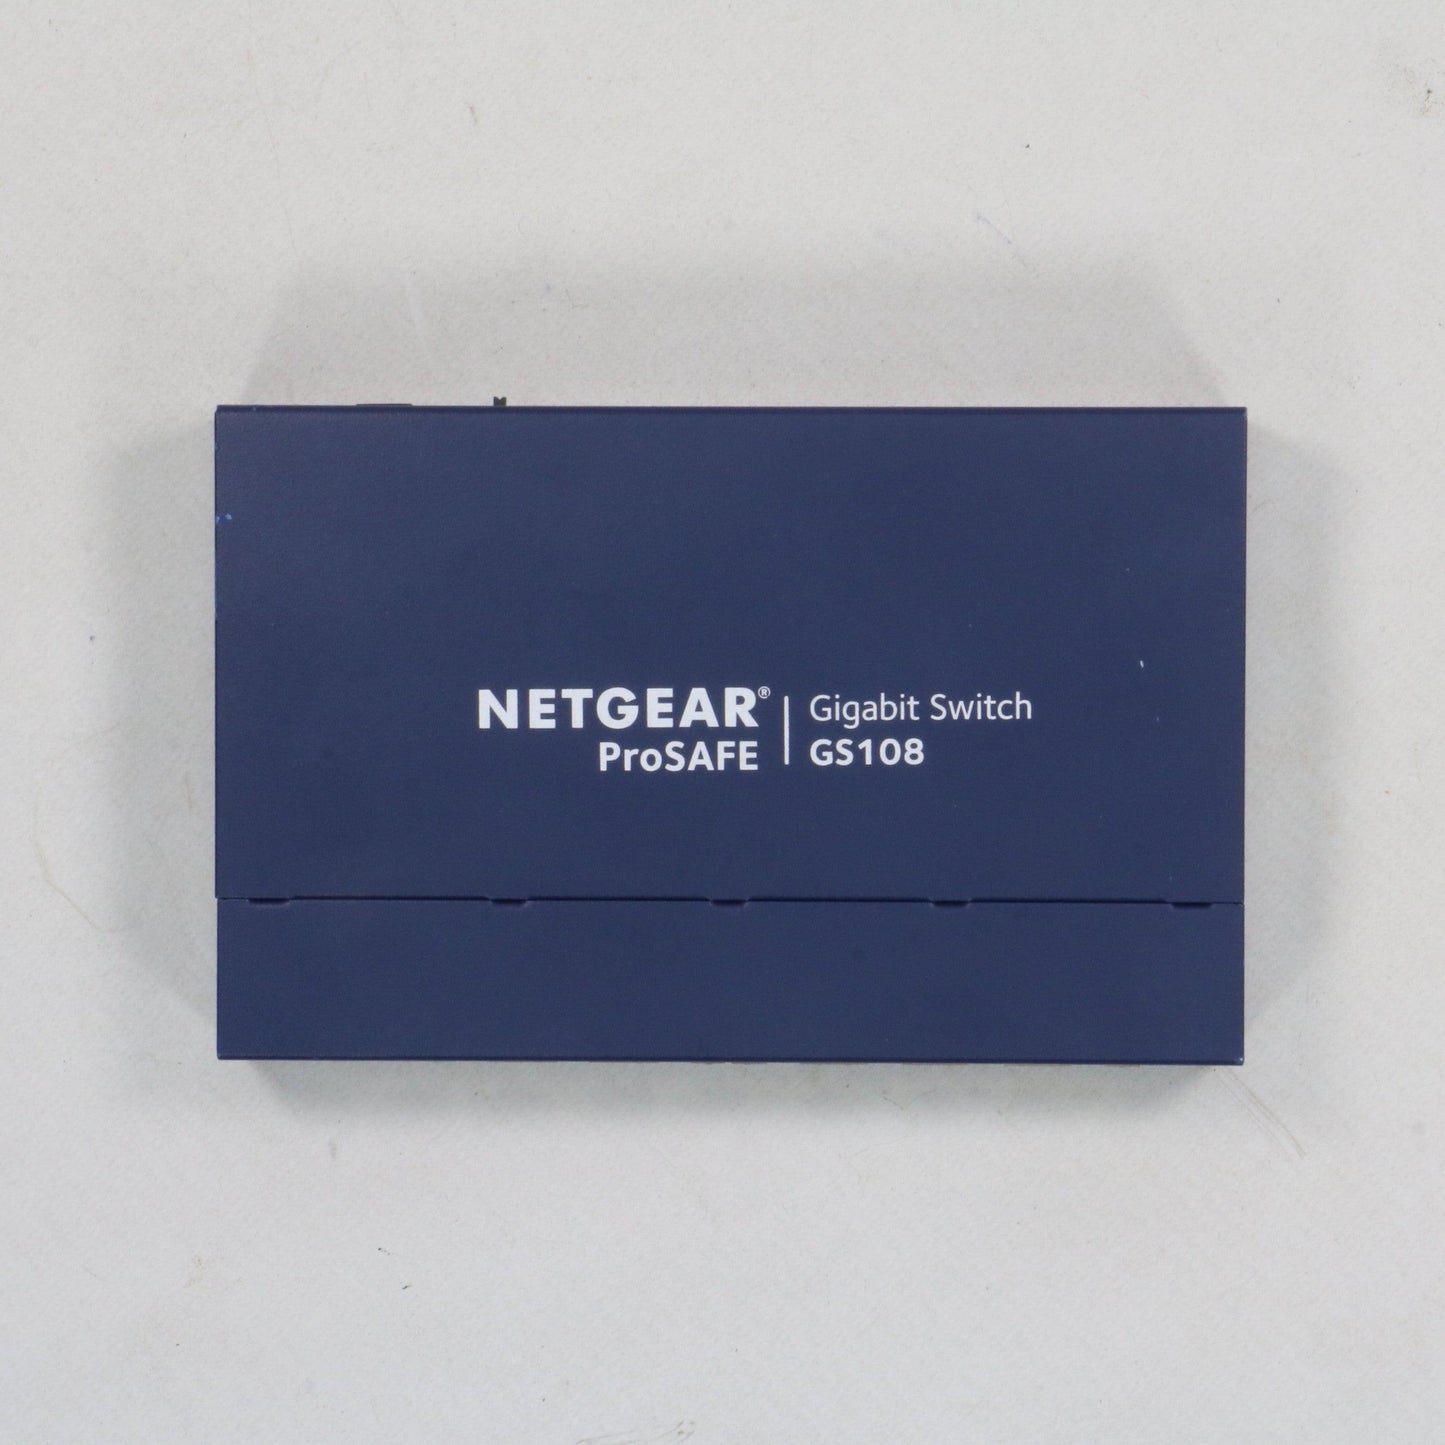 NETGEAR® | Gigabit Switch
ProSAFE | GS108